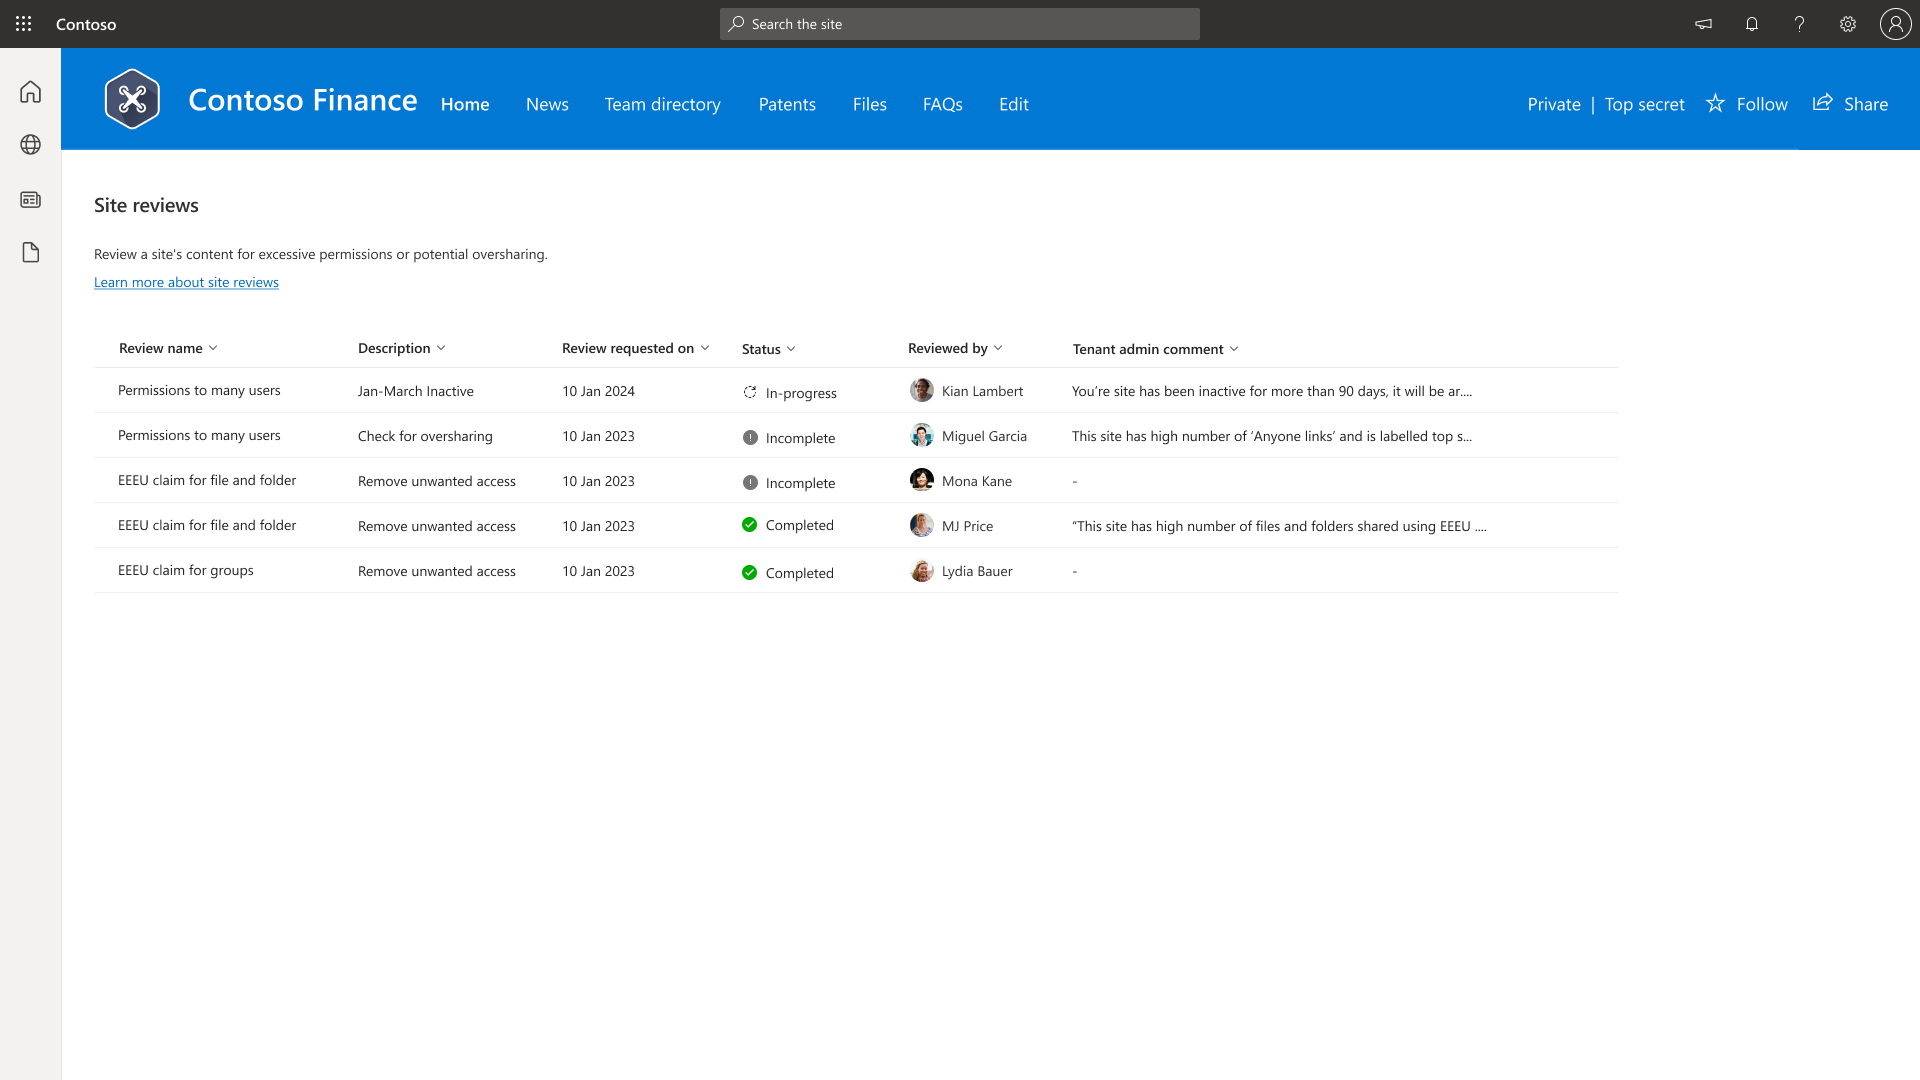 Contoso
Search the site
Contoso Finance
Home News Team directory Patents Files FAQs Edit
Private | Top secret Follow Share
Site reviews
Review a site's content for excessive permissions or potential oversharing.
Learn more about site reviews
Review name Description Review requested on Status Reviewed by Tenant admin comment
Permissions to many users Jan-March Inactive 10 Jan 2024 In-progress Kian Lambert You’re site has been inactive for more than 90 days, it will be ar....
Permissions to many users Check for oversharing 10 Jan 2023 Incomplete Miguel Garcia This site has high number of ‘Anyone links’ and is labelled top s...
EEEU claim for file and folder Remove unwanted access 10 Jan 2023 Incomplete Mona Kane -
EEEU claim for file and folder Remove unwanted access 10 Jan 2023 Completed MJ Price “This site has high number of files and folders shared using EEEU ....
EEEU claim for groups Remove unwanted access 10 Jan 2023 Completed Lydia Bauer -